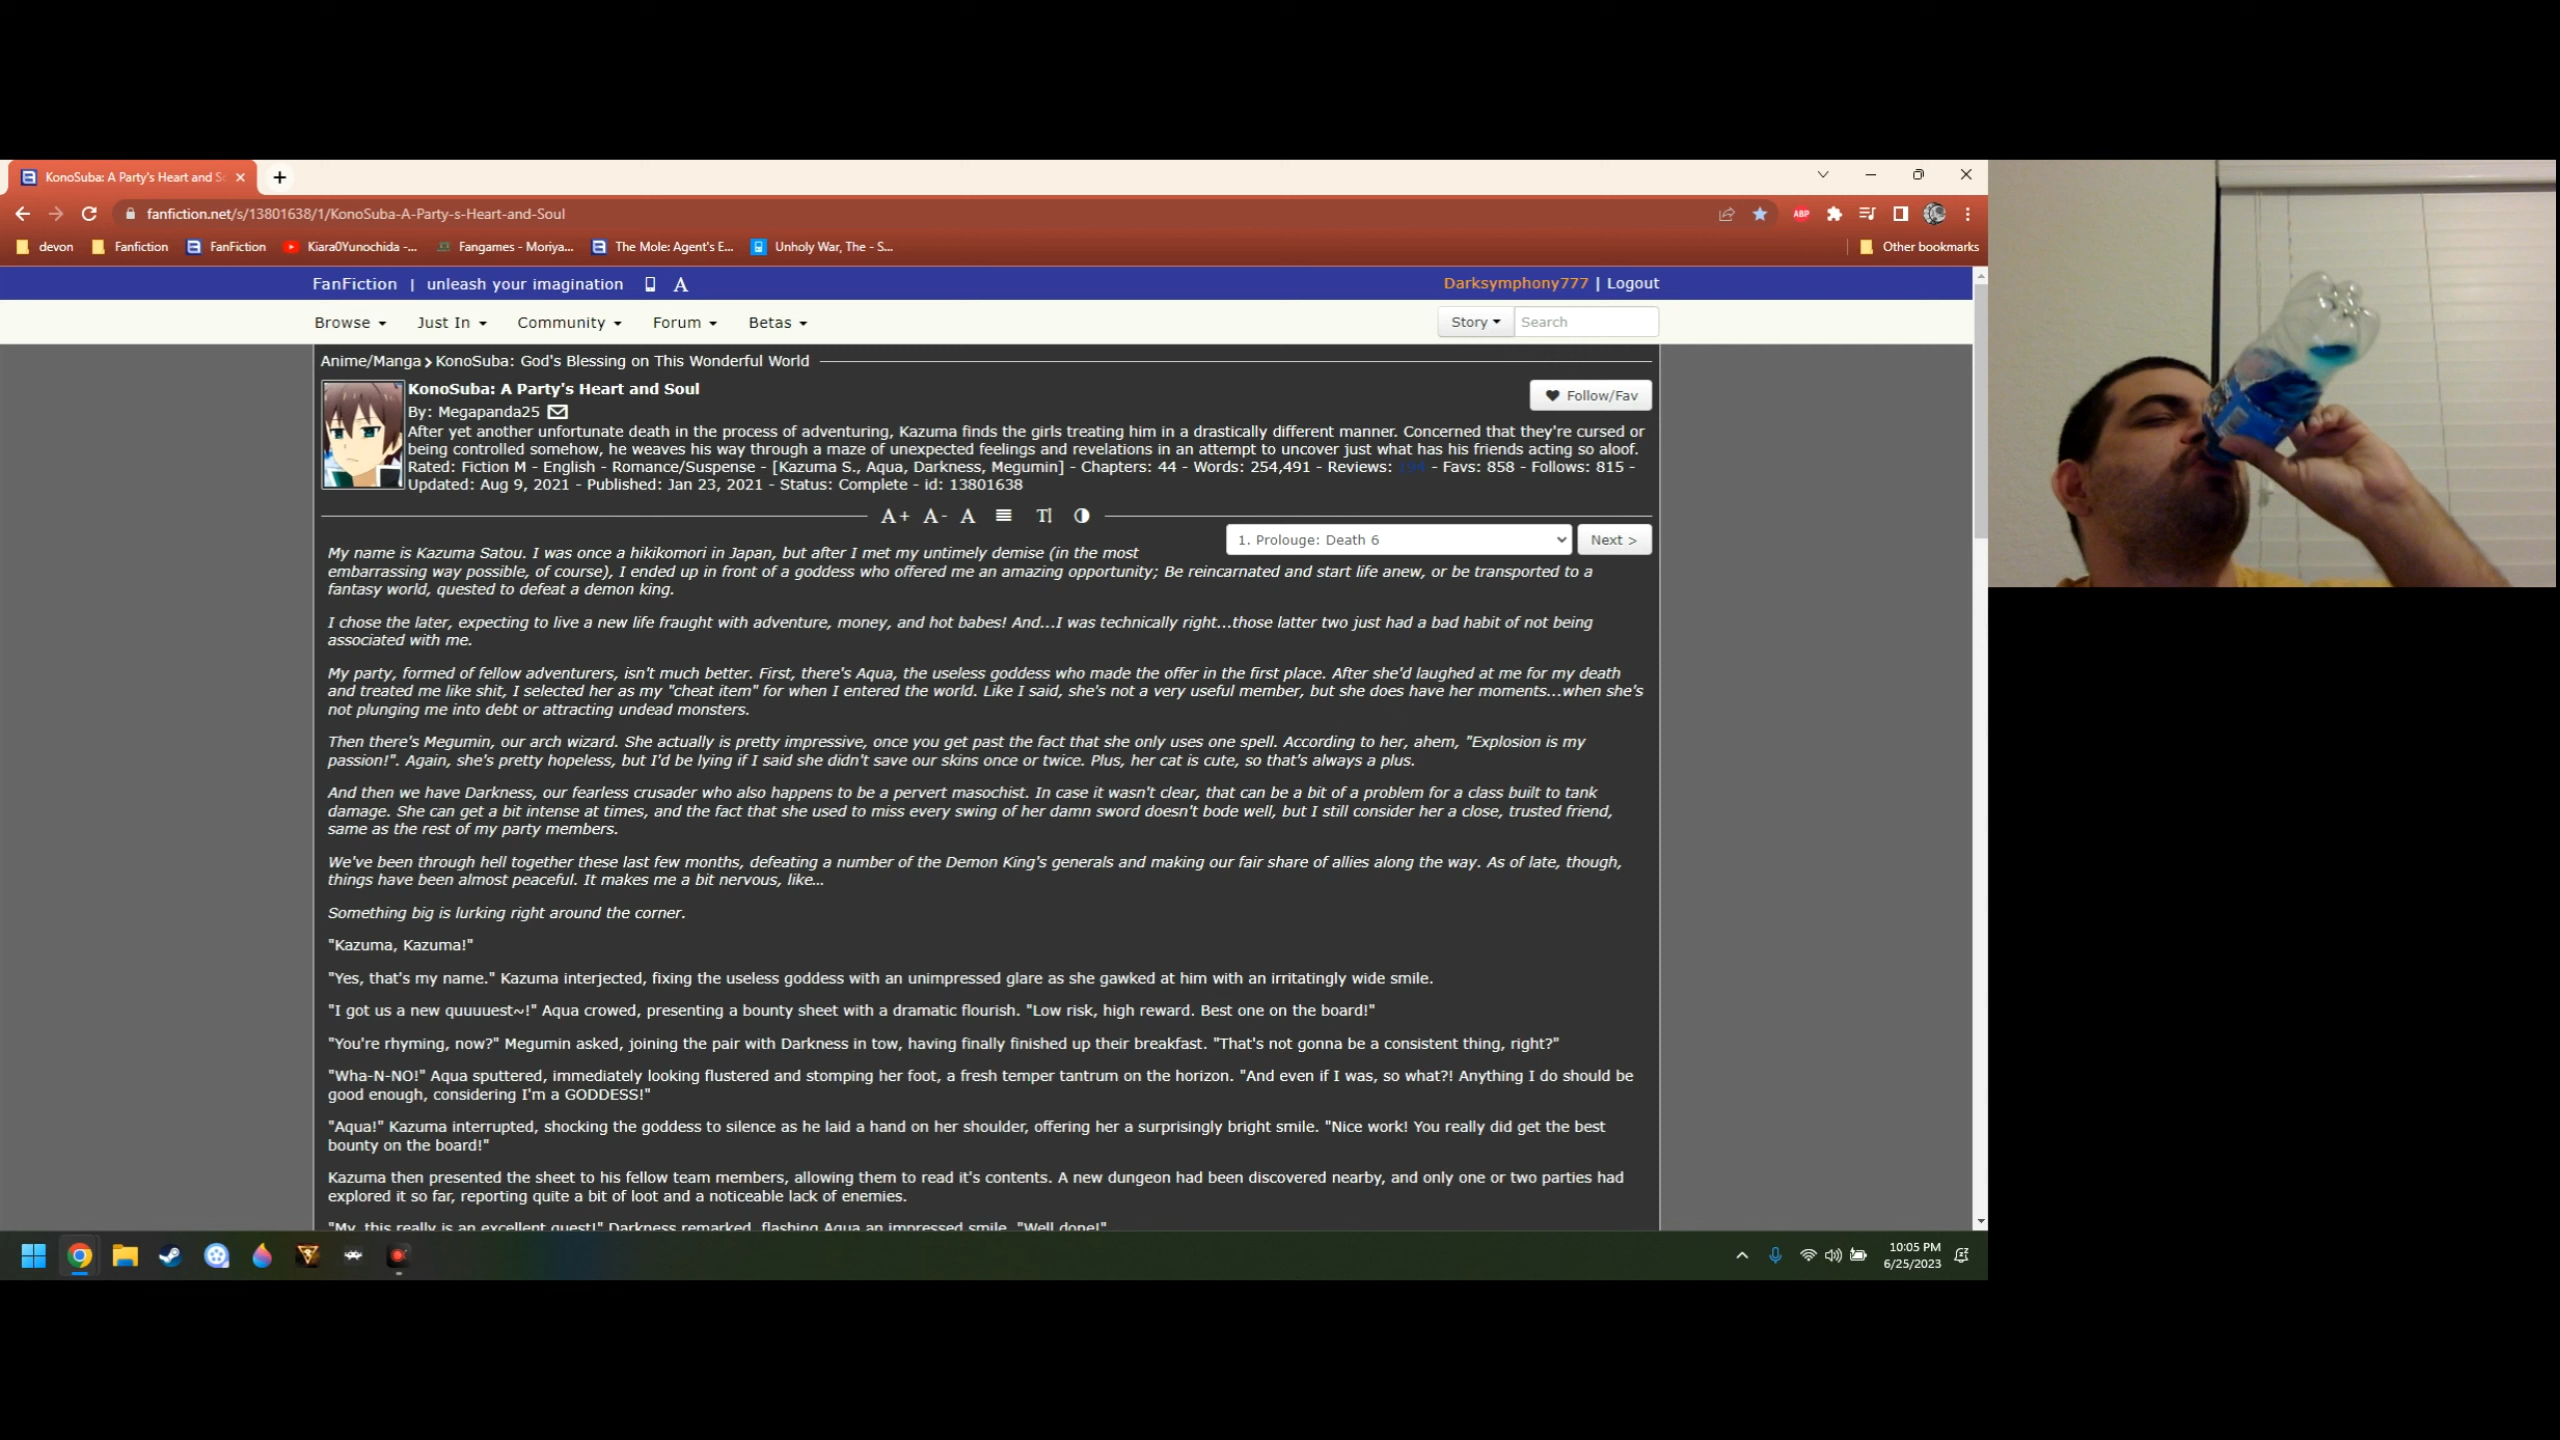 KonoSuba: A Party's Heart and S
fanfiction.net/s/13801638/1/KonoSuba-A-Party-s-Heart-and-Soul
ABP
devon
Fanfiction
FanFiction
Kiara0Yunochida -...
Fangames - Moriya...
The Mole: Agent's E...
Unholy War, The - S...
Other bookmarks
FanFiction | unleash your imagination A
Darksymphony777 | Logout
Browse Just In Community Forum Betas
Story Search
Anime/Manga > KonoSuba: God's Blessing on This Wonderful World
KonoSuba: A Party's Heart and Soul
Follow/Fav
By: Megapanda25
After yet another unfortunate death in the process of adventuring, Kazuma finds the girls treating him in a drastically different manner. Concerned that they're cursed or
being controlled somehow, he weaves his way through a maze of unexpected feelings and revelations in an attempt to uncover just what has his friends acting so aloof.
Rated: Fiction M - English - Romance/Suspense - [Kazuma S., Aqua, Darkness, Megumin] - Chapters: 44 - Words: 254,491 - Reviews: - Favs: 858 - Follows: 815 -
Updated: Aug 9, 2021 - Published: Jan 23, 2021 - Status: Complete - id: 13801638
A+ A- A
1. Prolouge: Death 6
Next >
My name is Kazuma Satou. I was once a hikikomori in Japan, but after I met my untimely demise (in the most
embarrassing way possible, of course), I ended up in front of a goddess who offered me an amazing opportunity; Be reincarnated and start life anew, or be transported to a
fantasy world, quested to defeat a demon king.
I chose the later, expecting to live a new life fraught with adventure, money, and hot babes! And...I was technically right...those latter two just had a bad habit of not being
associated with me.
My party, formed of fellow adventurers, isn't much better. First, there's Aqua, the useless goddess who made the offer in the first place. After she'd laughed at me for my death
and treated me like shit, I selected her as my "cheat item" for when I entered the world. Like I said, she's not a very useful member, but she does have her moments...when she's
not plunging me into debt or attracting undead monsters.
Then there's Megumin, our arch wizard. She actually is pretty impressive, once you get past the fact that she only uses one spell. According to her, ahem, "Explosion is my
passion!". Again, she's pretty hopeless, but I'd be lying if I said she didn't save our skins once or twice. Plus, her cat is cute, so that's always a plus.
And then we have Darkness, our fearless crusader who also happens to be a pervert masochist. In case it wasn't clear, that can be a bit of a problem for a class built to tank
damage. She can get a bit intense at times, and the fact that she used to miss every swing of her damn sword doesn't bode well, but I still consider her a close, trusted friend,
same as the rest of my party members.
We've been through hell together these last few months, defeating a number of the Demon King's generals and making our fair share of allies along the way. As of late, though,
things have been almost peaceful. It makes me a bit nervous, like...
Something big is lurking right around the corner.
"Kazuma, Kazuma!"
"Yes, that's my name." Kazuma interjected, fixing the useless goddess with an unimpressed glare as she gawked at him with an irritatingly wide smile.
"I got us a new quuuuest~!" Aqua crowed, presenting a bounty sheet with a dramatic flourish. "Low risk, high reward. Best one on the board!"
"You're rhyming, now?" Megumin asked, joining the pair with Darkness in tow, having finally finished up their breakfast. "That's not gonna be a consistent thing, right?"
"Wha-N-NO!" Aqua sputtered, immediately looking flustered and stomping her foot, a fresh temper tantrum on the horizon. "And even if I was, so what?! Anything I do should be
good enough, considering I'm a GODDESS!"
"Aqua!" Kazuma interrupted, shocking the goddess to silence as he laid a hand on her shoulder, offering her a surprisingly bright smile. "Nice work! You really did get the best
bounty on the board!"
Kazuma then presented the sheet to his fellow team members, allowing them to read it's contents. A new dungeon had been discovered nearby, and only one or two parties had
explored it so far, reporting quite a bit of loot and a noticeable lack of enemies.
"My, this really is an excellent quest!" Darkness remarked, flashing Aqua an impressed smile. "Well done!"
10:05 PM
6/25/2023